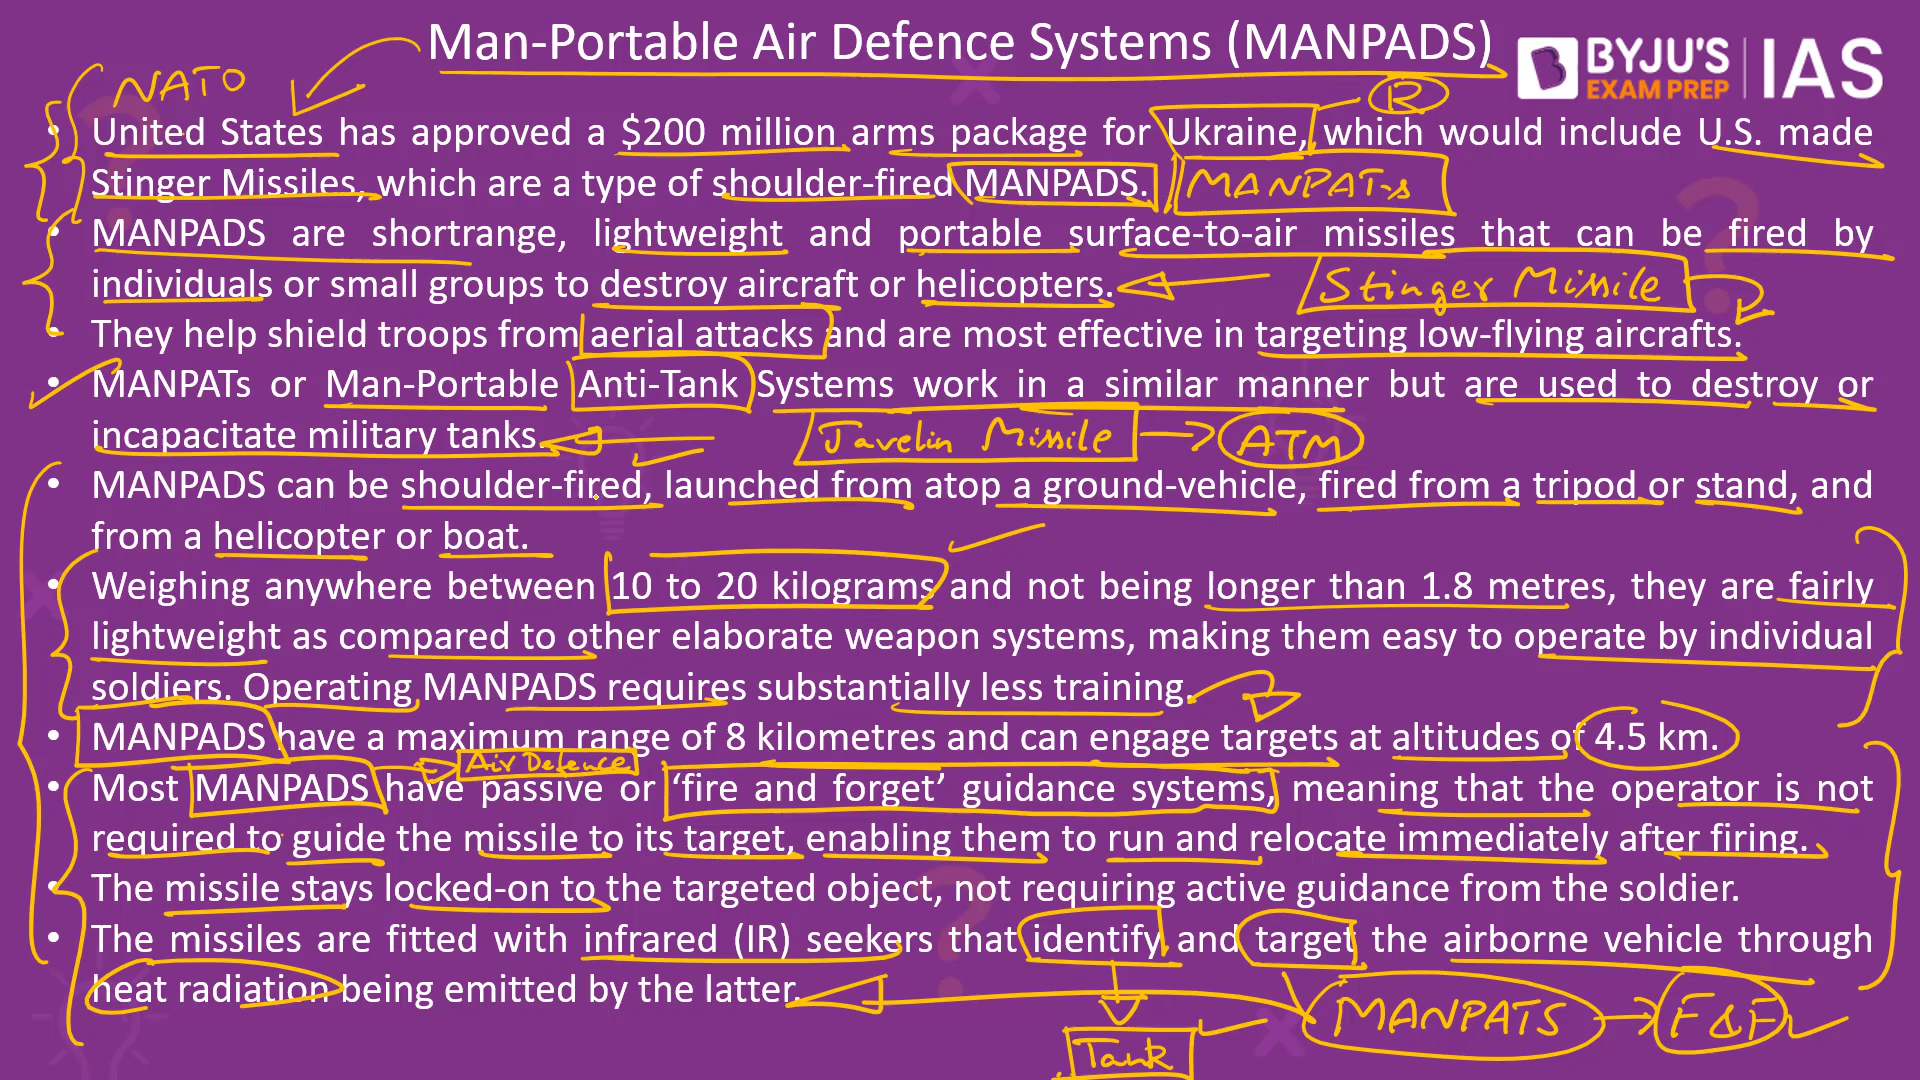 Man-Portable Air Defence Systems (MANPADS)
BYJU'S
EXAM PREP
IAS
NATO
R
• United States has approved a $200 million arms package for Ukraine, which would include U.S. made
Stinger Missiles, which are a type of shoulder-fired MANPADS.
MANPAT-s
• MANPADS are shortrange, lightweight and portable surface-to-air missiles that can be fired by
individuals or small groups to destroy aircraft or helicopters.
Stinger Missile
• They help shield troops from aerial attacks and are most effective in targeting low-flying aircrafts.
• MANPATs or Man-Portable Anti-Tank Systems work in a similar manner but are used to destroy or
incapacitate military tanks.
Javelin Missile
ATM
• MANPADS can be shoulder-fired, launched from atop a ground-vehicle, fired from a tripod or stand, and
from a helicopter or boat.
• Weighing anywhere between 10 to 20 kilograms and not being longer than 1.8 metres, they are fairly
lightweight as compared to other elaborate weapon systems, making them easy to operate by individual
soldiers. Operating MANPADS requires substantially less training.
• MANPADS have a maximum range of 8 kilometres and can engage targets at altitudes of 4.5 km.
Air Defence
• Most MANPADS have passive or ‘fire and forget’ guidance systems, meaning that the operator is not
required to guide the missile to its target, enabling them to run and relocate immediately after firing.
• The missile stays locked-on to the targeted object, not requiring active guidance from the soldier.
• The missiles are fitted with infrared (IR) seekers that identify and target the airborne vehicle through
heat radiation being emitted by the latter.
MANPATS
F & F
Tank